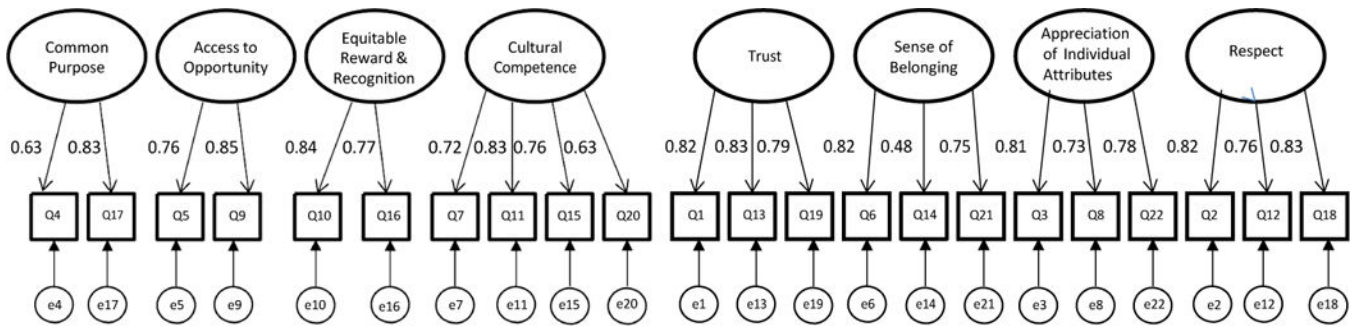 Common
Purpose
Access to
Opportunity
Equitable
Reward &
Recognition
Cultural
Competence
Trust
Sense of
Belonging
Appreciation
of Individual
Attributes
Respect
0.63 0.83 0.76 0.85 0.84 0.77 0.72 0.83 0.76 0.63 0.82 0.83 0.79 0.82 0.48 0.75 0.81 0.73 0.78 0.82 0.76 0.83
Q4 Q17 Q5 Q9 Q10 Q16 Q7 Q11 Q15 Q20 Q1 Q13 Q19 Q6 Q14 Q21 Q3 Q8 Q22 Q2 Q12 Q18
e4 e17 e5 e9 e10 e16 e7 e11 e15 e20 e1 e13 e19 e6 e14 e21 e3 e8 e22 e2 e12 e18